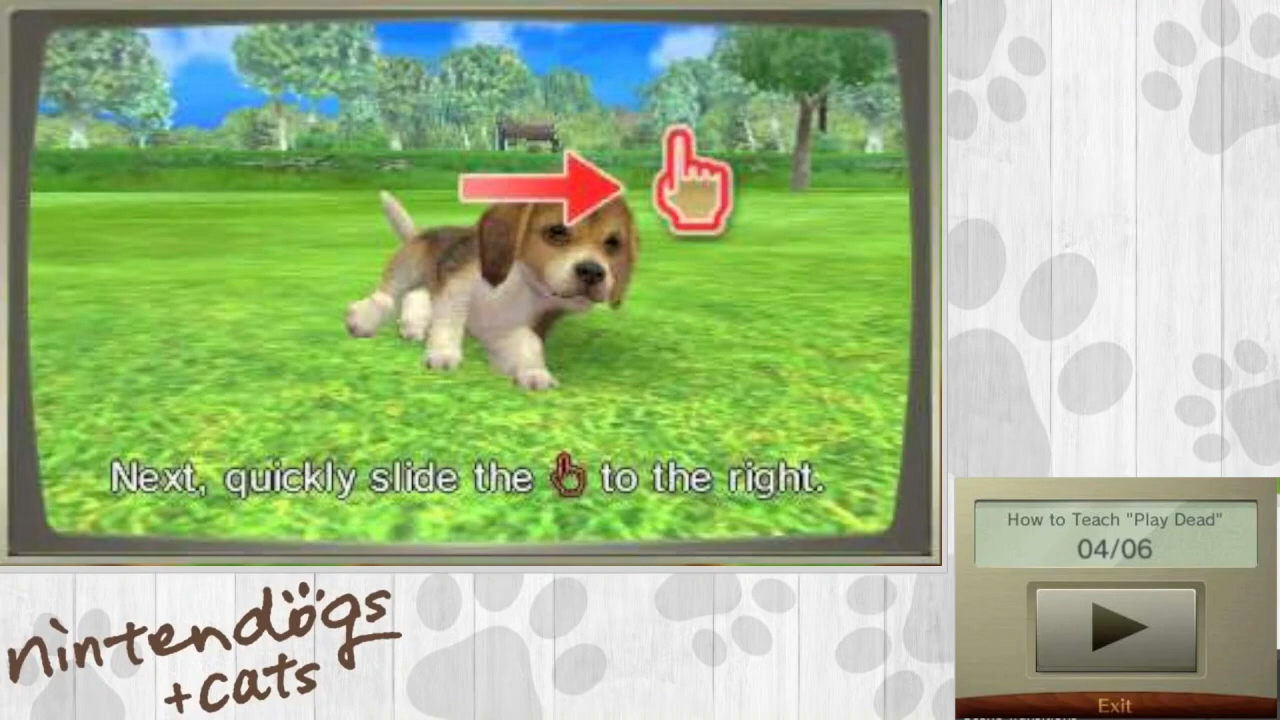 Next, quickly slide the to the right.
How to Teach "Play Dead"
04/06
Exit
nintendogs
+cats